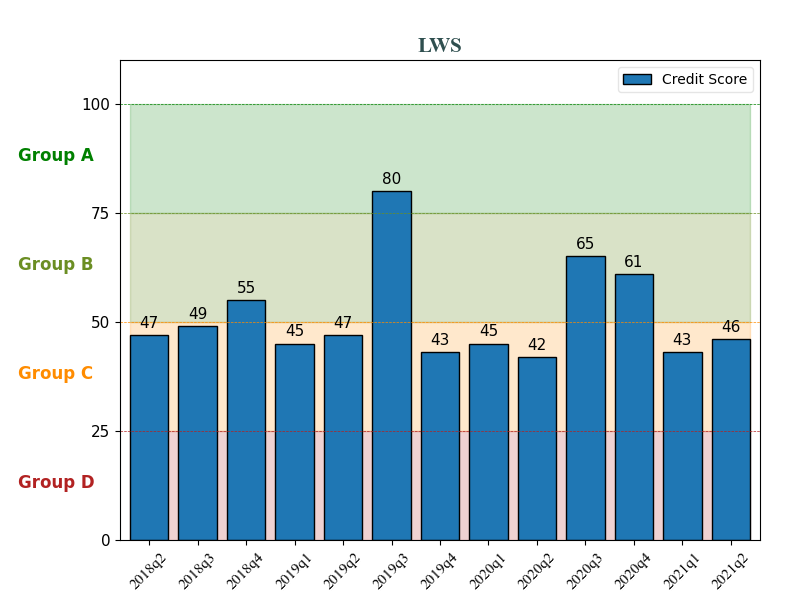 LWS
Credit Score
100
Group A
80
75
65
Group B
61
55
50
47
49
45
47
43
45
42
43
46
Group C
25
Group D
0
2018q2
2018q3
2018q4
2019q1
2019q2
2019q3
2019q4
2020q1
2020q2
2020q3
2020q4
2021q1
2021q2